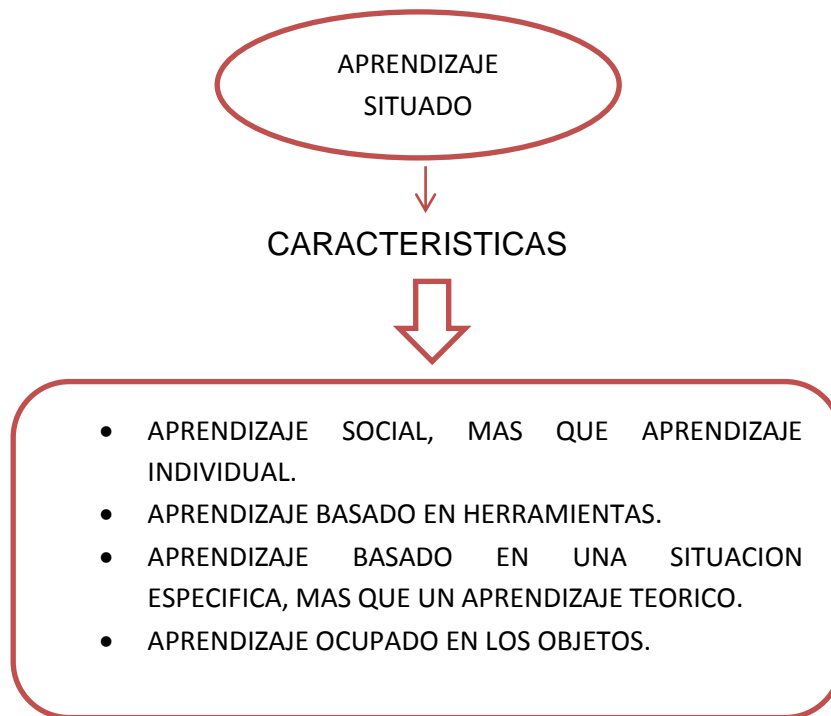 APRENDIZAJE
SITUADO
CARACTERISTICAS
• APRENDIZAJE SOCIAL, MAS QUE APRENDIZAJE
INDIVIDUAL.
• APRENDIZAJE BASADO EN HERRAMIENTAS.
• APRENDIZAJE BASADO EN UNA SITUACION
ESPECIFICA, MAS QUE UN APRENDIZAJE TEORICO.
• APRENDIZAJE OCUPADO EN LOS OBJETOS.